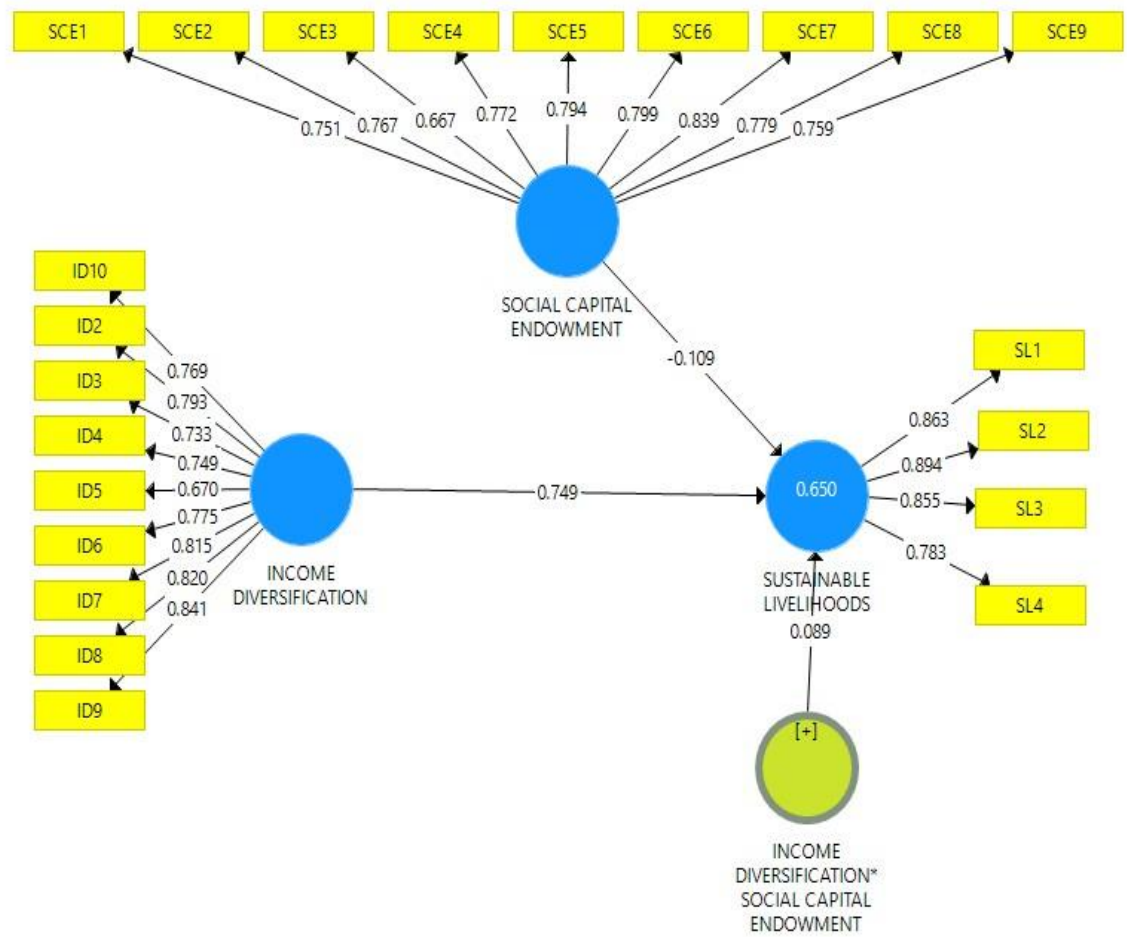 SCE1 SCE2 SCE3 SCE4 SCE5 SCE6 SCE7 SCE8 SCE9
0.751 0.767 0.667 0.772 0.794 0.799 0.839 0.779 0.759
SOCIAL CAPITAL
ENDOWMENT
-0.109
ID10
ID2
ID3
ID4
ID5
ID6
ID7
ID8
ID9
0.769
0.793
0.733
0.749
0.670
0.775
0.815
0.820
0.841
INCOME
DIVERSIFICATION
0.749
0.650
SUSTAINABLE
LIVELIHOODS
0.863
0.894
0.855
0.783
SL1
SL2
SL3
SL4
0.089
[+]
INCOME
DIVERSIFICATION*
SOCIAL CAPITAL
ENDOWMENT